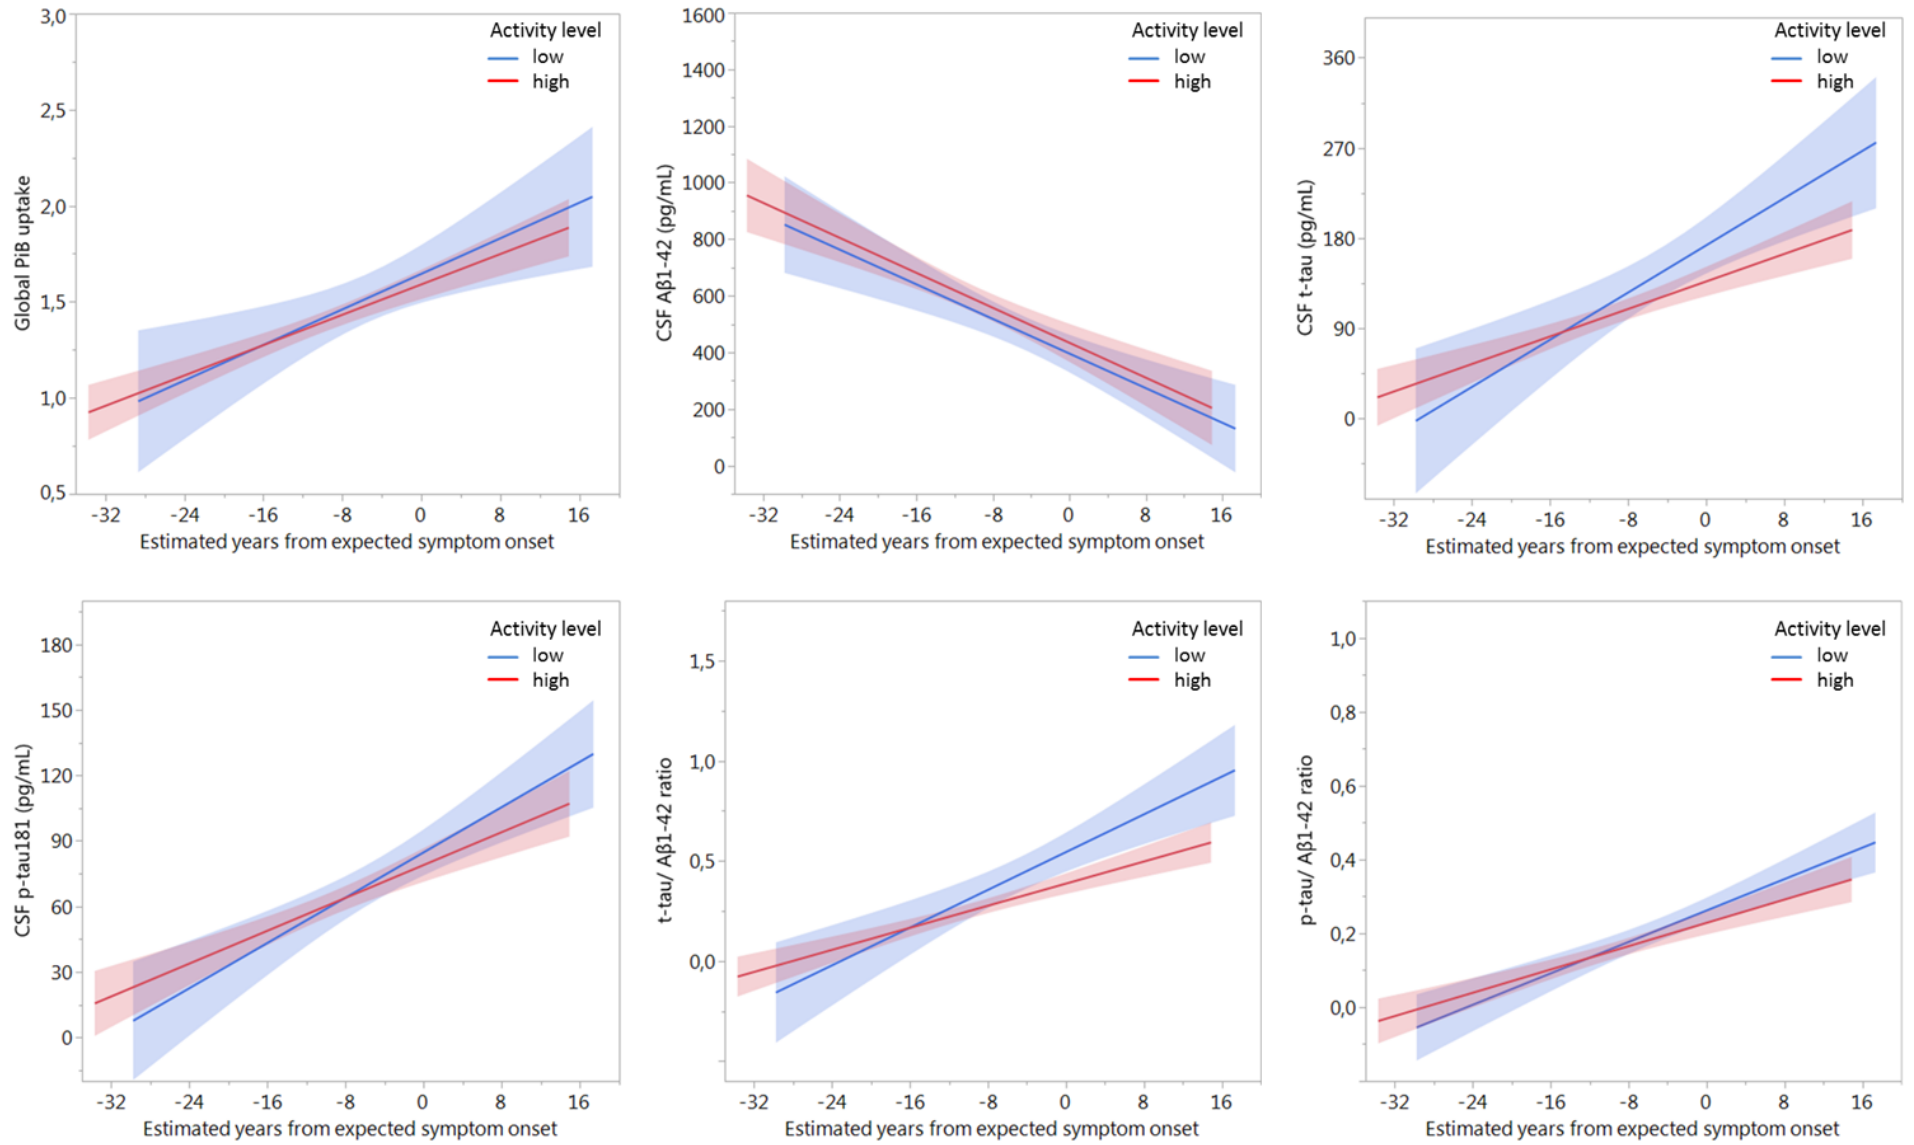 Activity level
low
high
Global PiB uptake
3,0
2,5
2,0
1,5
1,0
0,5
-32 -24 -16 -8 0 8 16
Estimated years from expected symptom onset
Activity level
low
high
CSF Aβ1-42 (pg/mL)
1600
1400
1200
1000
800
600
400
200
0
-32 -24 -16 -8 0 8 16
Estimated years from expected symptom onset
Activity level
low
high
CSF t-tau (pg/mL)
360
270
180
90
0
-32 -24 -16 -8 0 8 16
Estimated years from expected symptom onset
Activity level
low
high
CSF p-tau181 (pg/mL)
180
150
120
90
60
30
0
-32 -24 -16 -8 0 8 16
Estimated years from expected symptom onset
Activity level
low
high
t-tau/ Aβ1-42 ratio
1,5
1,0
0,5
0,0
-32 -24 -16 -8 0 8 16
Estimated years from expected symptom onset
Activity level
low
high
p-tau/ Aβ1-42 ratio
1,0
0,8
0,6
0,4
0,2
0,0
-32 -24 -16 -8 0 8 16
Estimated years from expected symptom onset